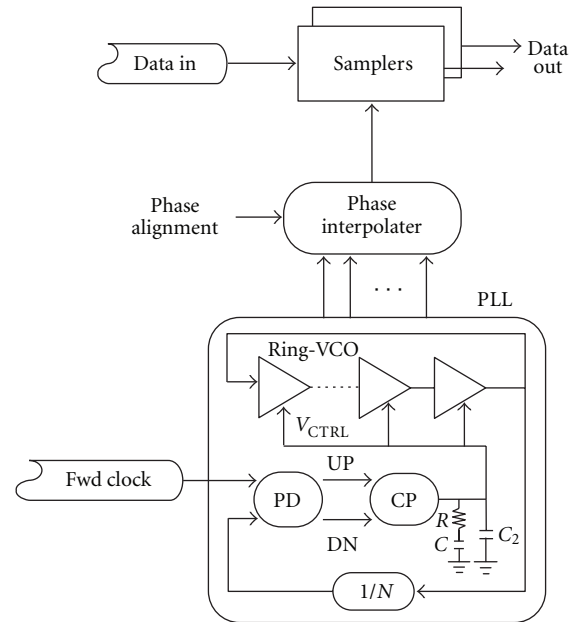 Data in
Samplers
Data
out
Phase
alignment
Phase
interpolater
. . .
PLL
Ring-VCO
V_CTRL
Fwd clock
PD
UP
DN
CP
R
C
C_2
1/N